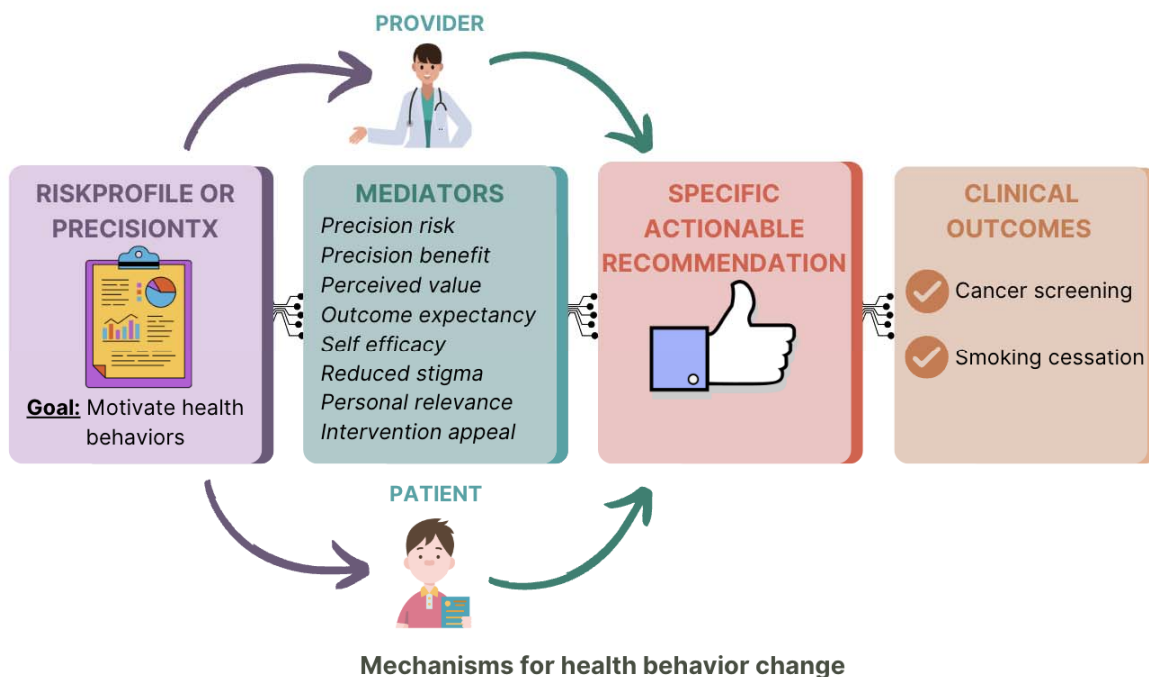 PROVIDER
RISKPROFILE OR
PRECISIONTX
Goal: Motivate health
behaviors
MEDIATORS
Precision risk
Precision benefit
Perceived value
Outcome expectancy
Self efficacy
Reduced stigma
Personal relevance
Intervention appeal
SPECIFIC
ACTIONABLE
RECOMMENDATION
CLINICAL
OUTCOMES
Cancer screening
Smoking cessation
PATIENT
Mechanisms for health behavior change